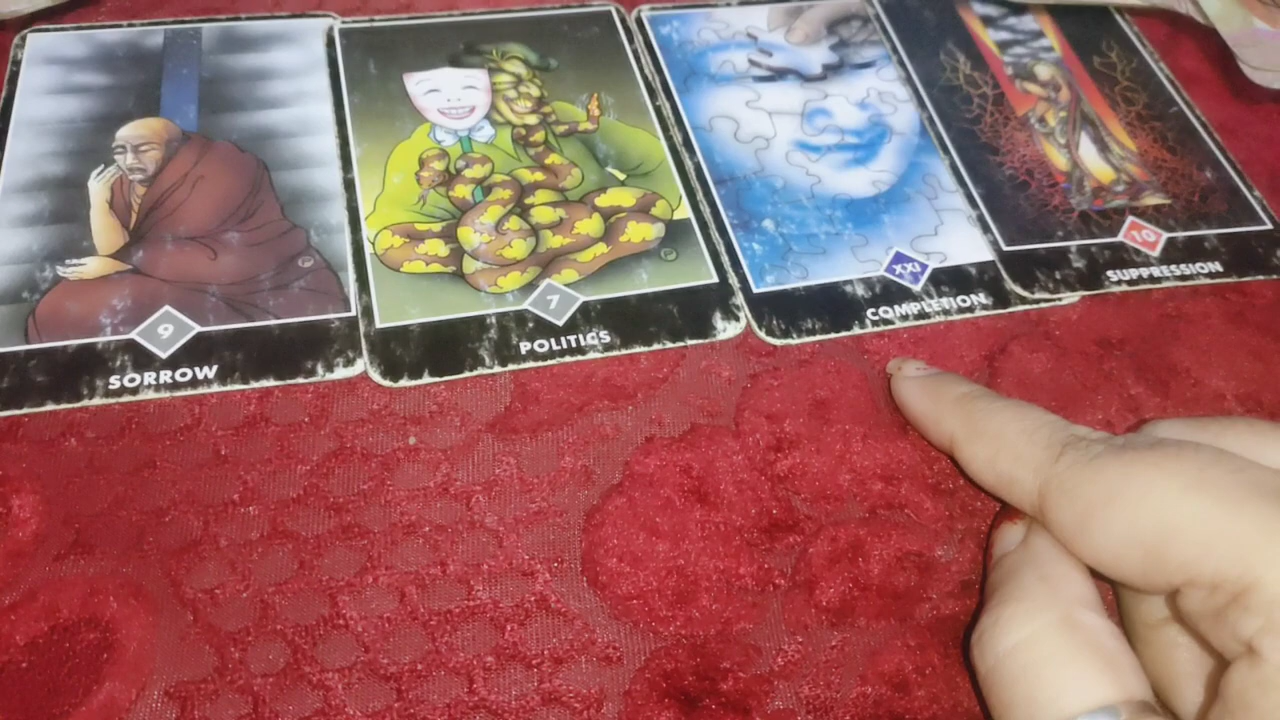 9
SORROW
7
POLITICS
XXI
COMPLETION
10
SUPPRESSION